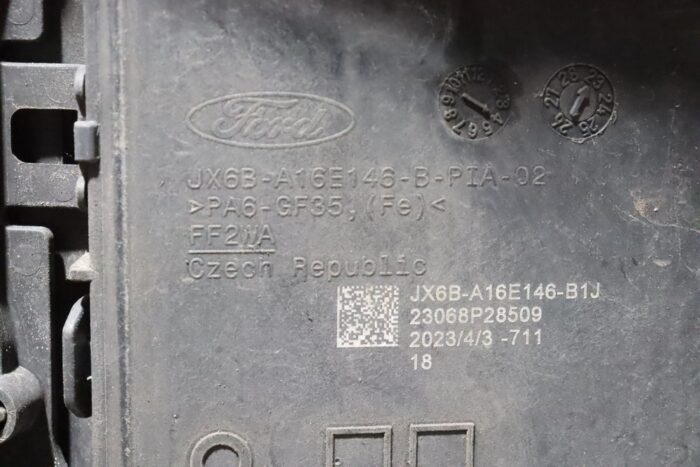 Ford
JX6B-A16E146-B-PIA-02
>PA6-GF35,(Fe)<
FF2WA
Czech Republic
JX6B-A16E146-B1J
23068P28509
2023/4/3 -711
18